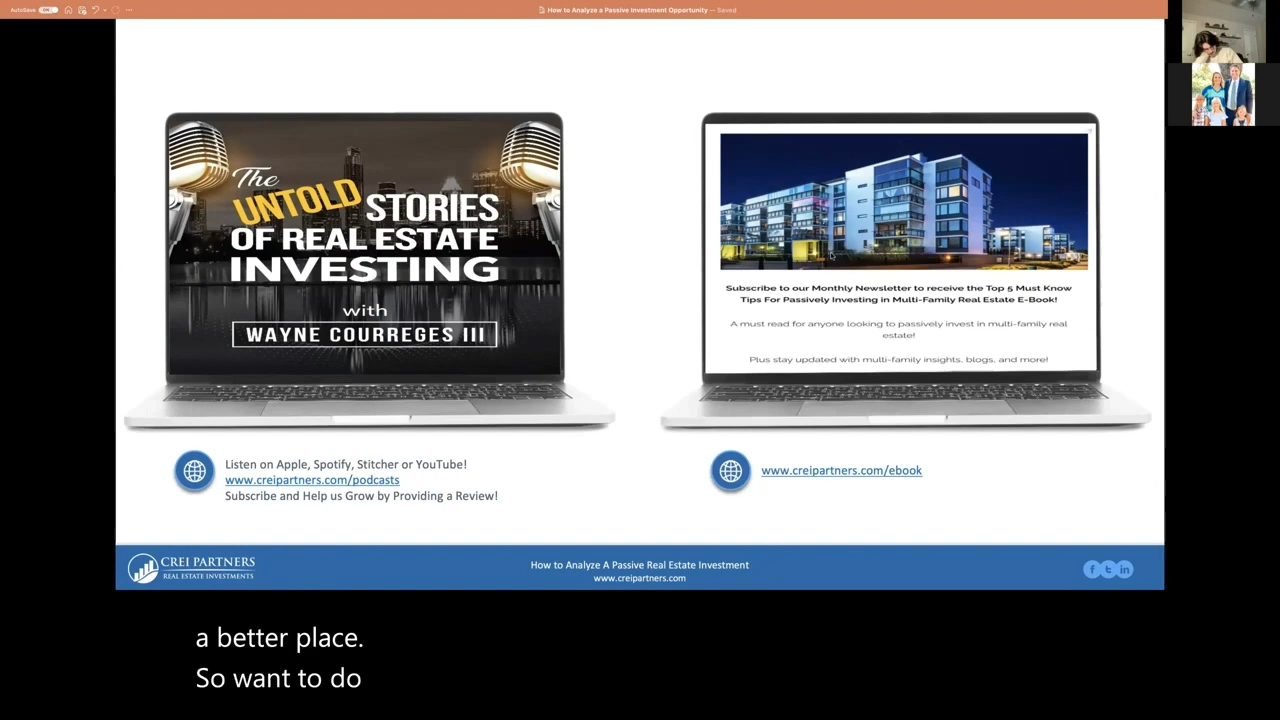 AutoSave ON
How to Analyze a Passive Investment Opportunity — Saved
The
UNTOLD STORIES
OF REAL ESTATE
INVESTING
with
WAYNE COURREGES III
Subscribe to our Monthly Newsletter to receive the Top 5 Must Know
Tips For Passively Investing in Multi-Family Real Estate E-Book!
A must read for anyone looking to passively invest in multi-family real
estate!
Plus stay updated with multi-family insights, blogs, and more!
Listen on Apple, Spotify, Stitcher or YouTube!
www.creipartners.com/podcasts
Subscribe and Help us Grow by Providing a Review!
www.creipartners.com/ebook
CREI PARTNERS
REAL ESTATE INVESTMENTS
How to Analyze A Passive Real Estate Investment
www.creipartners.com
f t in
a better place.
So want to do